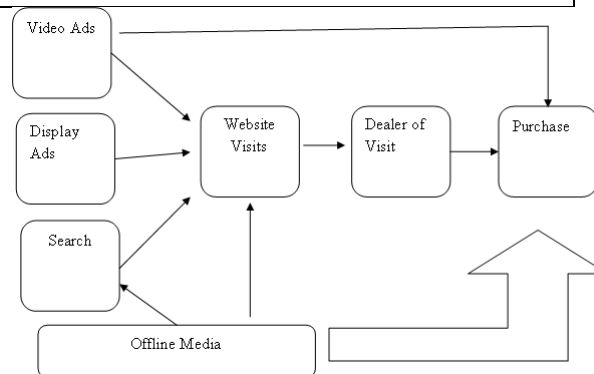 Video Ads
Display
Ads
Search
Website
Visits
Dealer of
Visit
Purchase
Offline Media